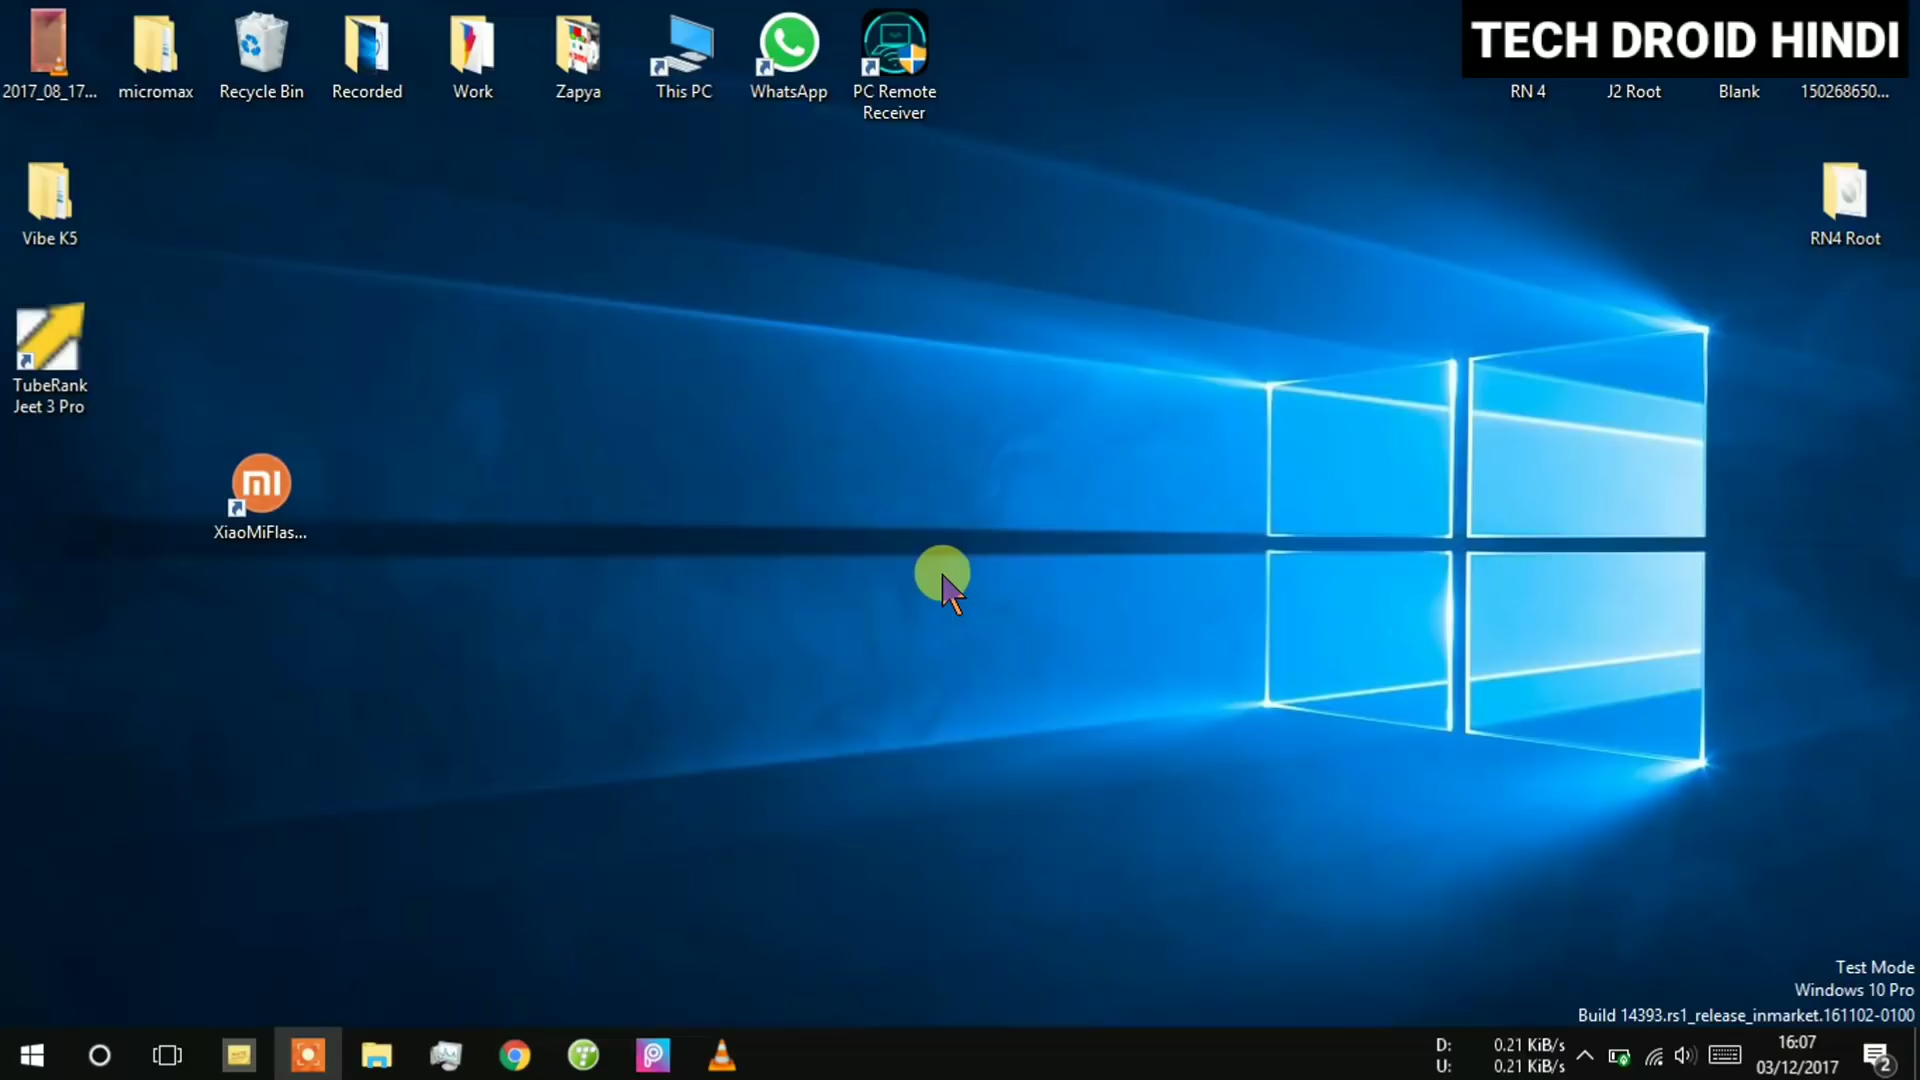 TECH DROID HINDI
2017_08_17...
micromax
Recycle Bin
Recorded
Work
Zapya
This PC
WhatsApp
PC Remote
Receiver
RN 4
J2 Root
Blank
150268650...
Vibe K5
RN4 Root
TubeRank
Jeet 3 Pro
mi
XiaoMiFlas...
Test Mode
Windows 10 Pro
Build 14393.rs1_release_inmarket.161102-0100
D: 0.21 KiB/s
U: 0.21 KiB/s
16:07
03/12/2017
2